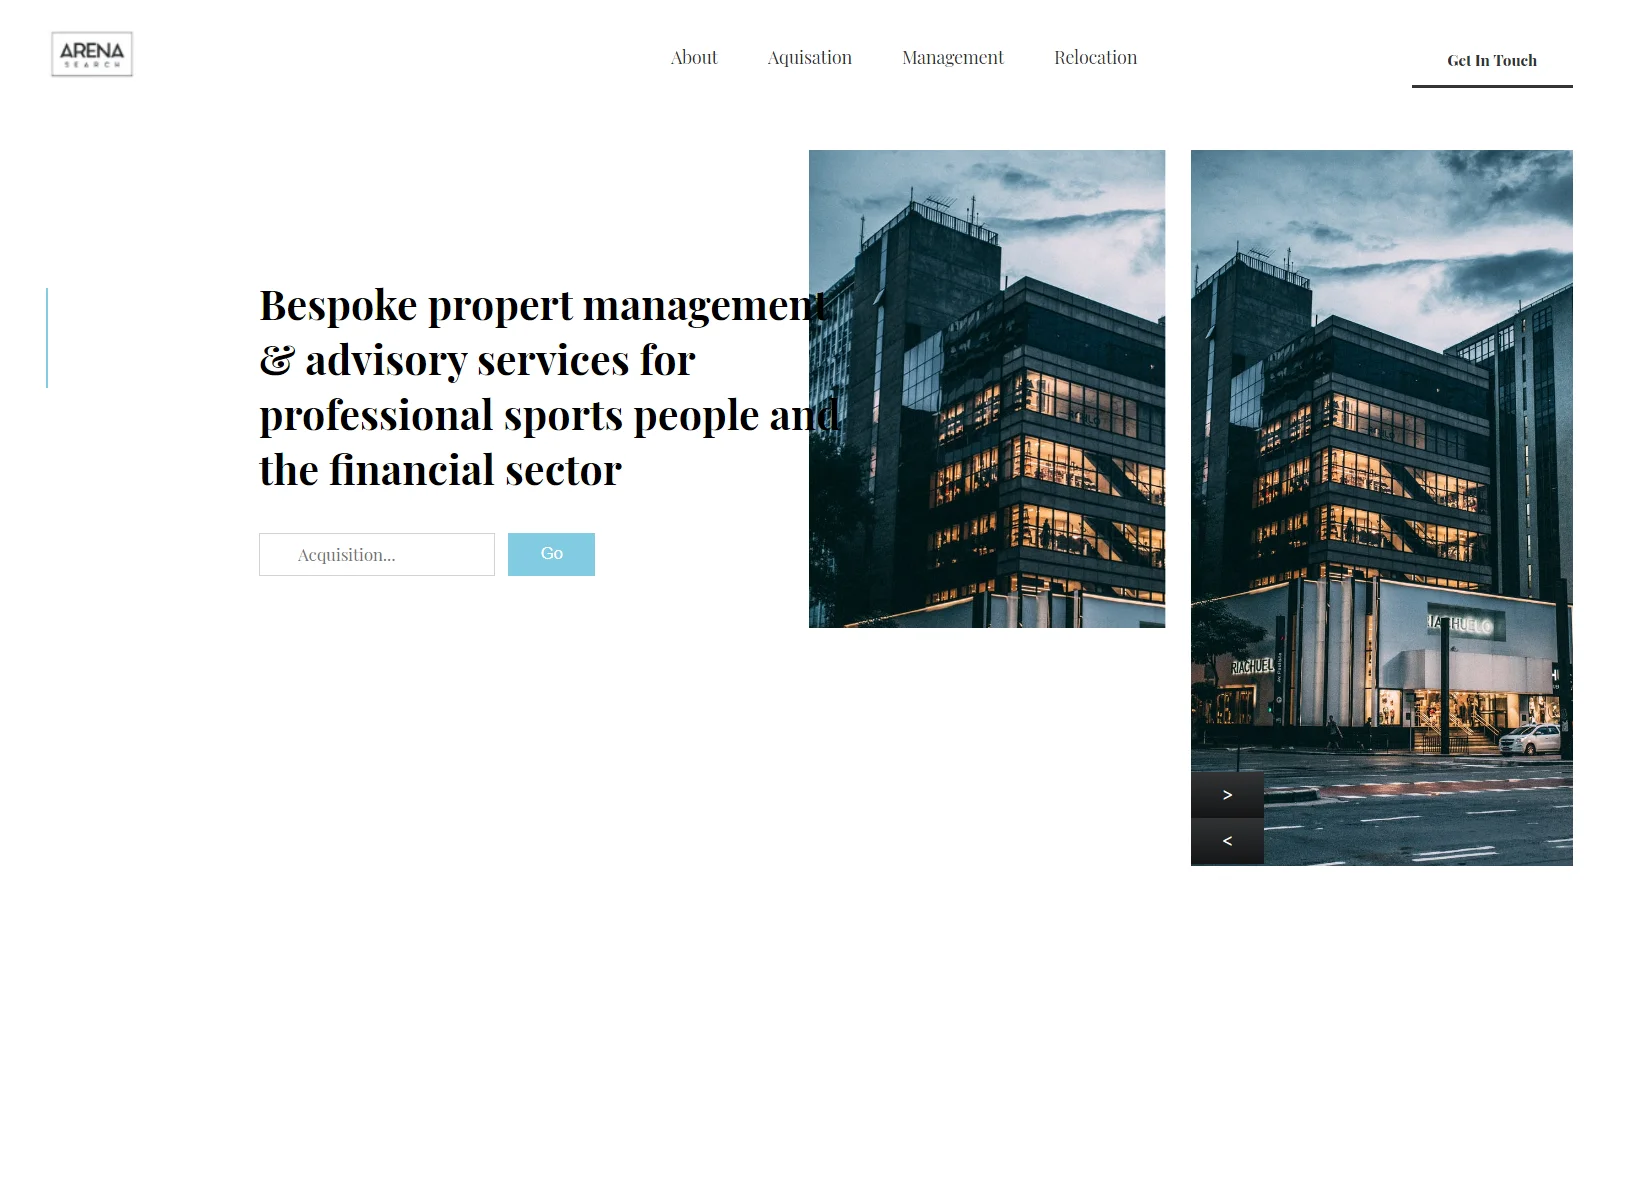 ARENA
SEARCH
About
Aquisation
Management
Relocation
Get In Touch
Bespoke propert management
& advisory services for
professional sports people and
the financial sector
Acquisition...
Go
RIACHUELO
RIACHUEL
>
<